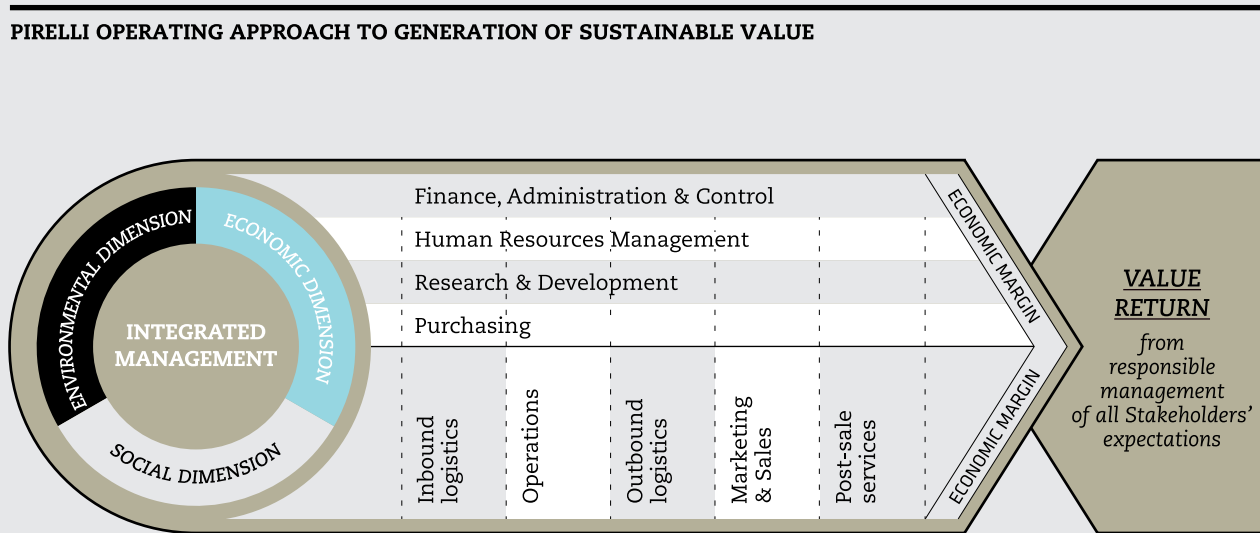 PIRELLI OPERATING APPROACH TO GENERATION OF SUSTAINABLE VALUE
ENVIRONMENTAL DIMENSION
ECONOMIC DIMENSION
SOCIAL DIMENSION
INTEGRATED
MANAGEMENT
Finance, Administration & Control
Human Resources Management
Research & Development
Purchasing
Inbound
logistics
Operations
Outbound
logistics
Marketing
& Sales
Post-sale
services
ECONOMIC MARGIN
ECONOMIC MARGIN
VALUE
RETURN
from
responsible
management
of all Stakeholders’
expectations